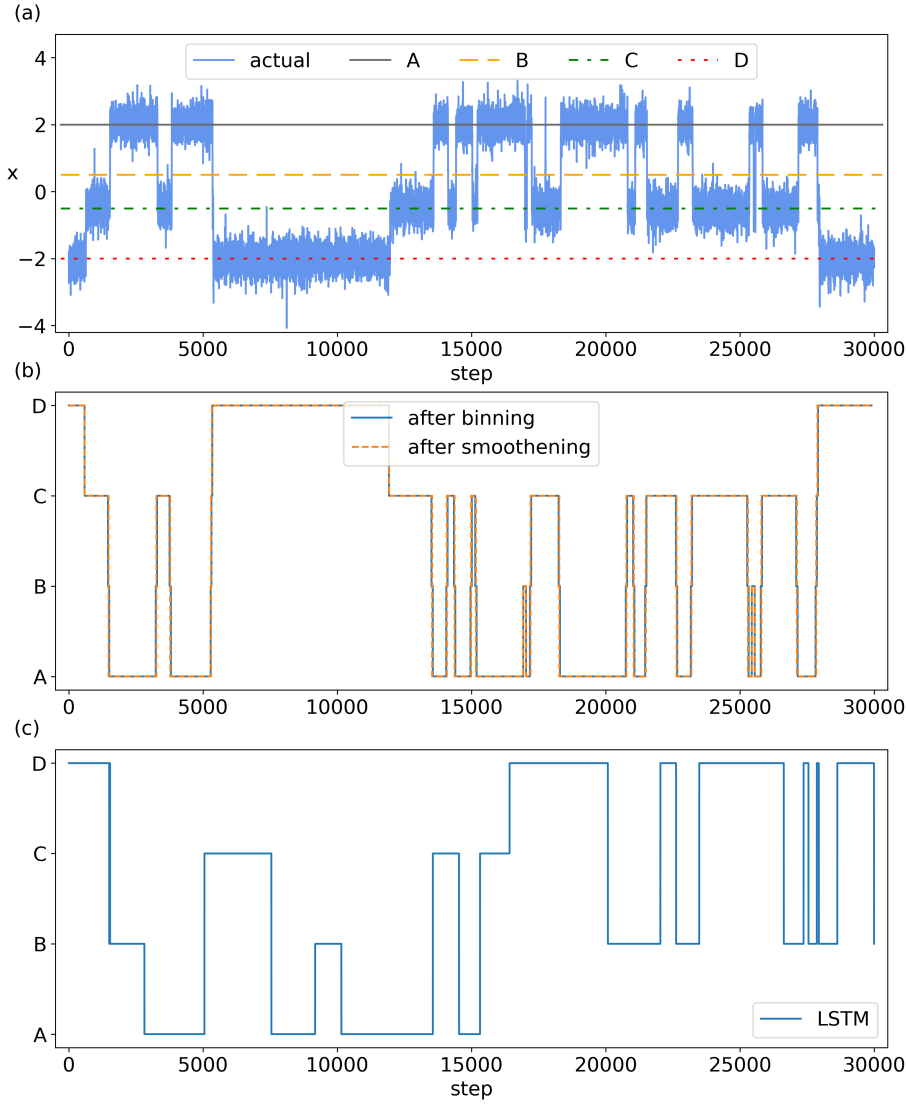 (a)
4
2
0
−2
−4
x
actual A B C D
0 5000 10000 15000 20000 25000 30000
step
(b)
D
C
B
A
after binning
after smoothening
0 5000 10000 15000 20000 25000 30000
(c)
D
C
B
A
LSTM
0 5000 10000 15000 20000 25000 30000
step